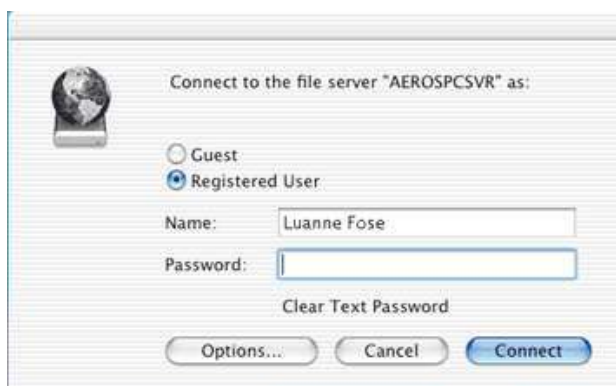 Connect to the file server "AEROSPCSVR" as:
Guest
Registered User
Name: Luanne Fose
Password:
Clear Text Password
Options... Cancel Connect